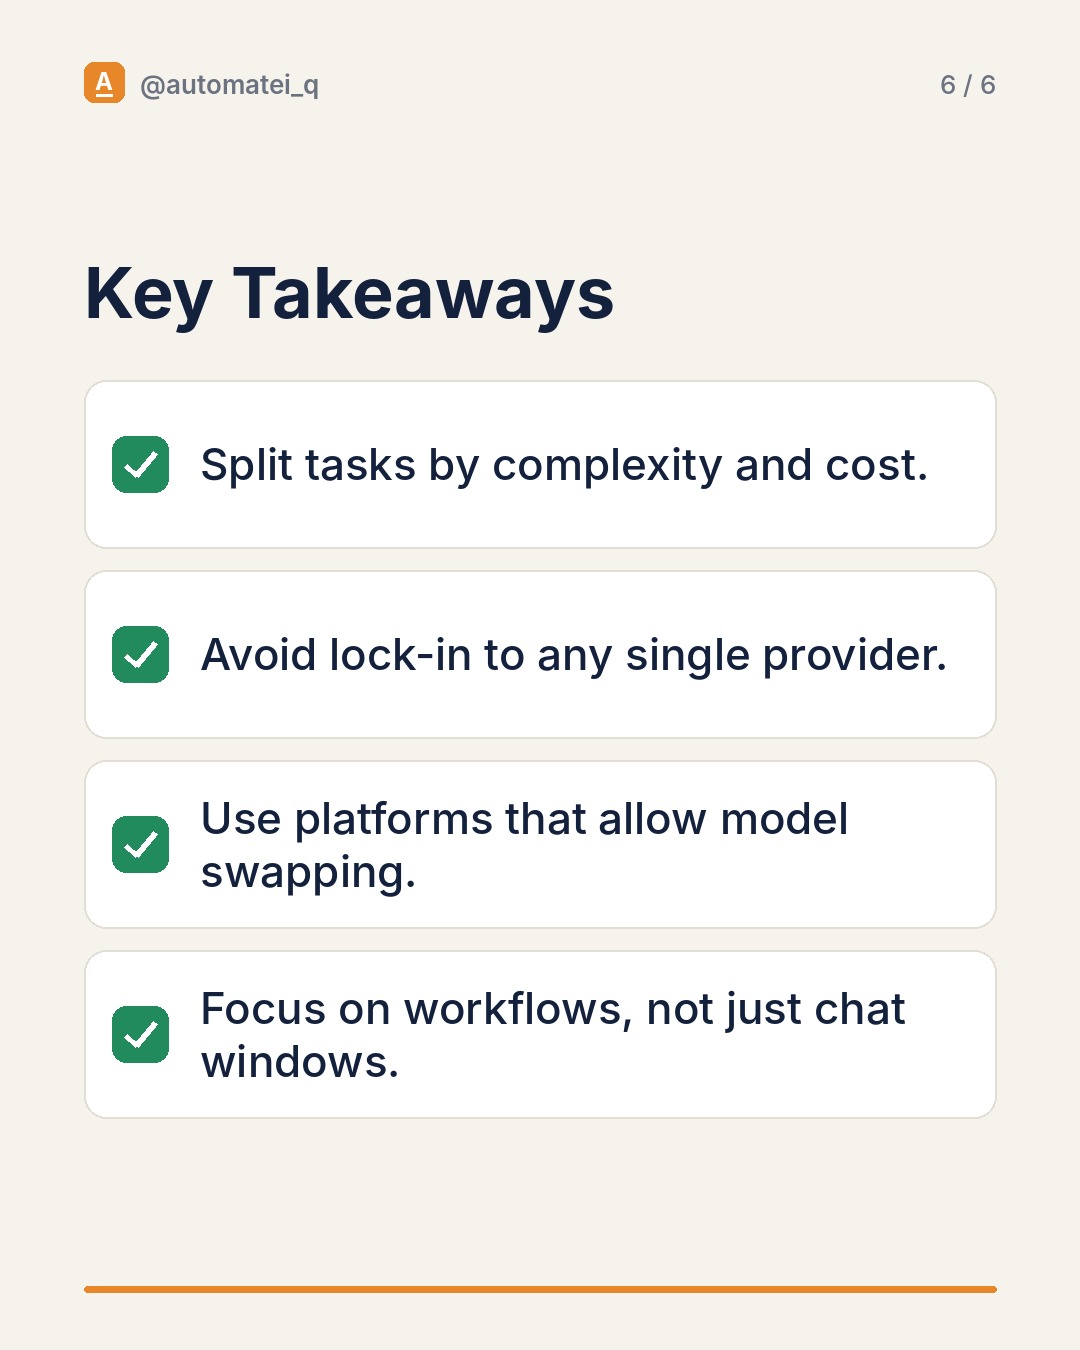 A
@automatei_q
6 / 6
Key Takeaways
Split tasks by complexity and cost.
Avoid lock-in to any single provider.
Use platforms that allow model
swapping.
Focus on workflows, not just chat
windows.